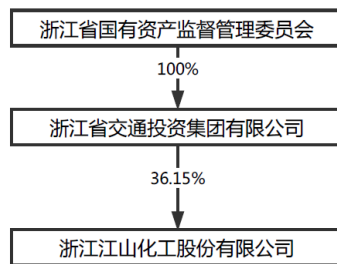 浙江省国有资产监督管理委员会
100%
浙江省交通投资集团有限公司
36.15%
浙江江山化工股份有限公司